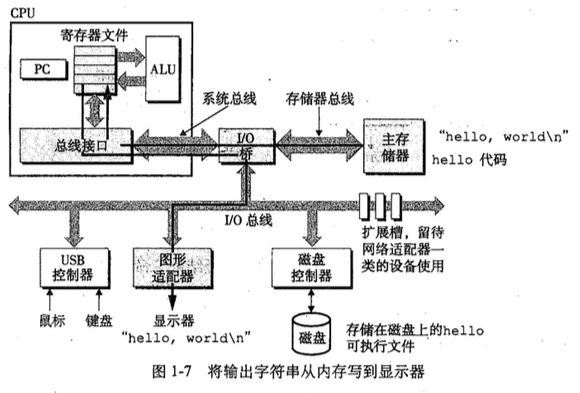 CPU
寄存器文件
PC
ALU
系统总线
存储器总线
总线接口
I/O
桥
主存
储器
“hello, world\n”
hello 代码
I/O 总线
扩展槽，留待
网络适配器一
类的设备使用
USB
控制器
图形
适配器
磁盘
控制器
鼠标
键盘
显示器
“hello, world\n”
磁盘
存储在磁盘上的hello
可执行文件
图 1-7 将输出字符串从内存写到显示器